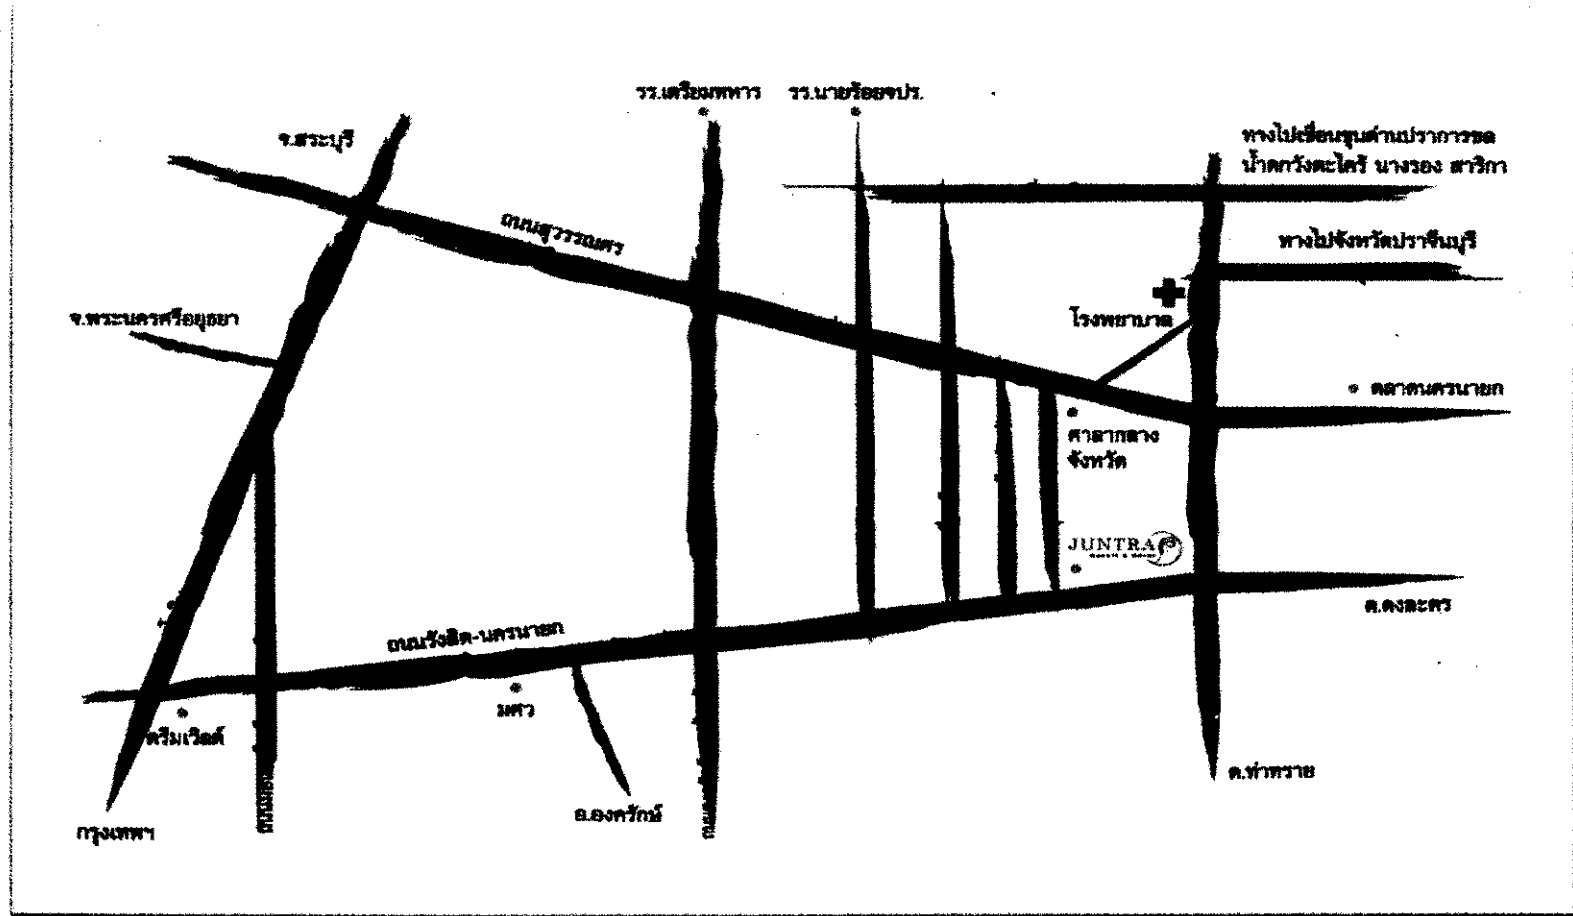 รร.เตรียมทหาร
รร.นายร้อยจปร.
จ.สระบุรี
ทางไปเขื่อนขุนด่านปราการชล
น้ำตกวังตะไคร้ นางรอง สาริกา
ถนนสุวรรณศร
ทางไปจังหวัดปราจีนบุรี
จ.พระนครศรีอยุธยา
โรงพยาบาล
ตลาดนครนายก
ศาลากลาง
จังหวัด
JUNTRA
ต.ดงละคร
ถนนรังสิต-นครนายก
มศว
ดรีมเวิลด์
ต.ท่าทราย
อ.องครักษ์
กรุงเทพฯ